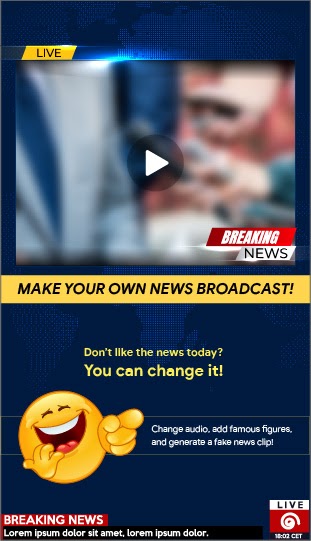 LIVE
BREAKING
NEWS
MAKE YOUR OWN NEWS BROADCAST!
Don't like the news today?
You can change it!
Change audio, add famous figures,
and generate a fake news clip!
LIVE
18:02 CET
BREAKING NEWS
Lorem ipsum dolor sit amet, lorem ipsum dolor.